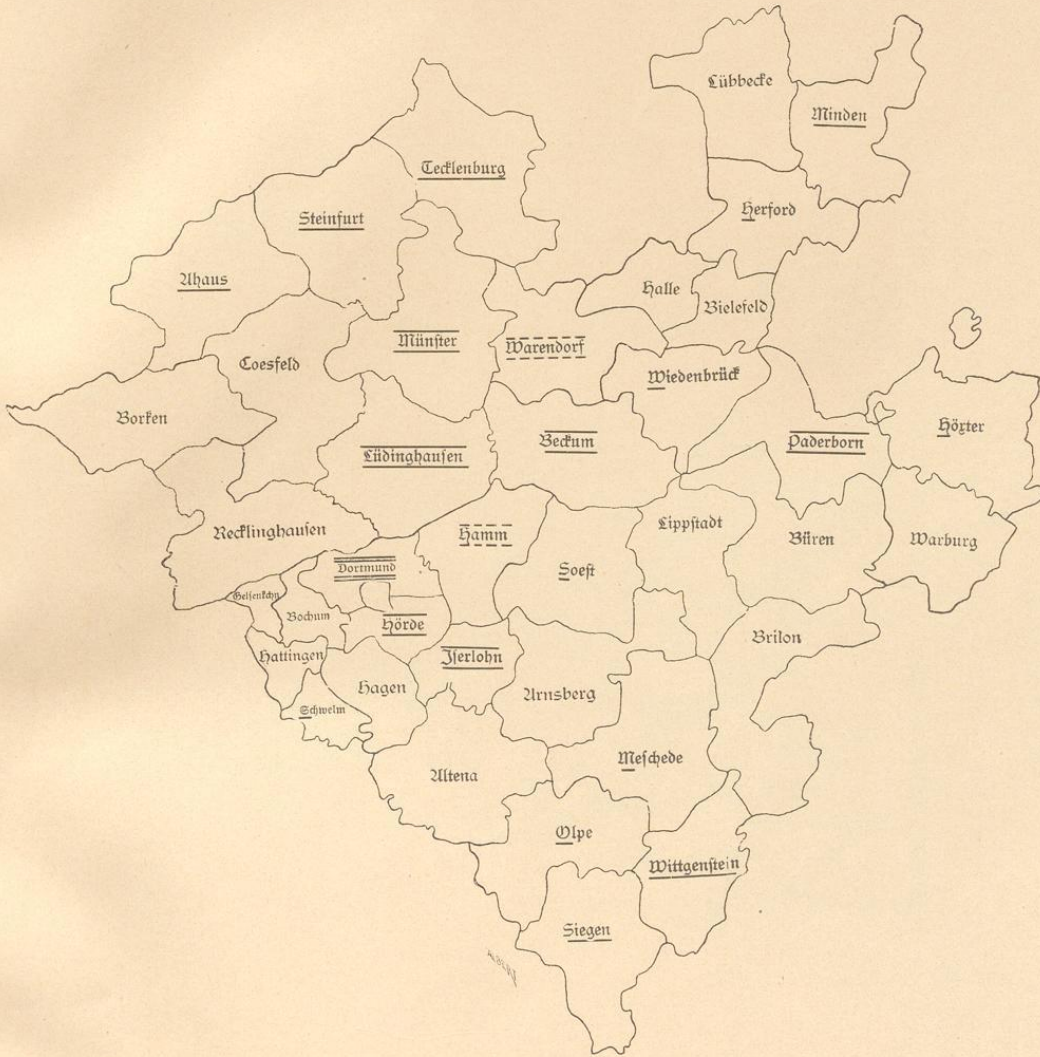 Lübbecke
Minden
Tecklenburg
Herford
Steinfurt
Ahaus
Halle
Bielefeld
Münster
Warendorf
Coesfeld
Wiedenbrück
Borken
Höxter
Beckum
Paderborn
Lüdinghausen
Recklinghausen
Lippstadt
Hamm
Büren
Warburg
Dortmund
Soest
Gelsenkchn
Bochum
Hörde
Brilon
Hattingen
Iserlohn
Hagen
Arnsberg
Schwelm
Meschede
Altena
Olpe
Wittgenstein
Siegen